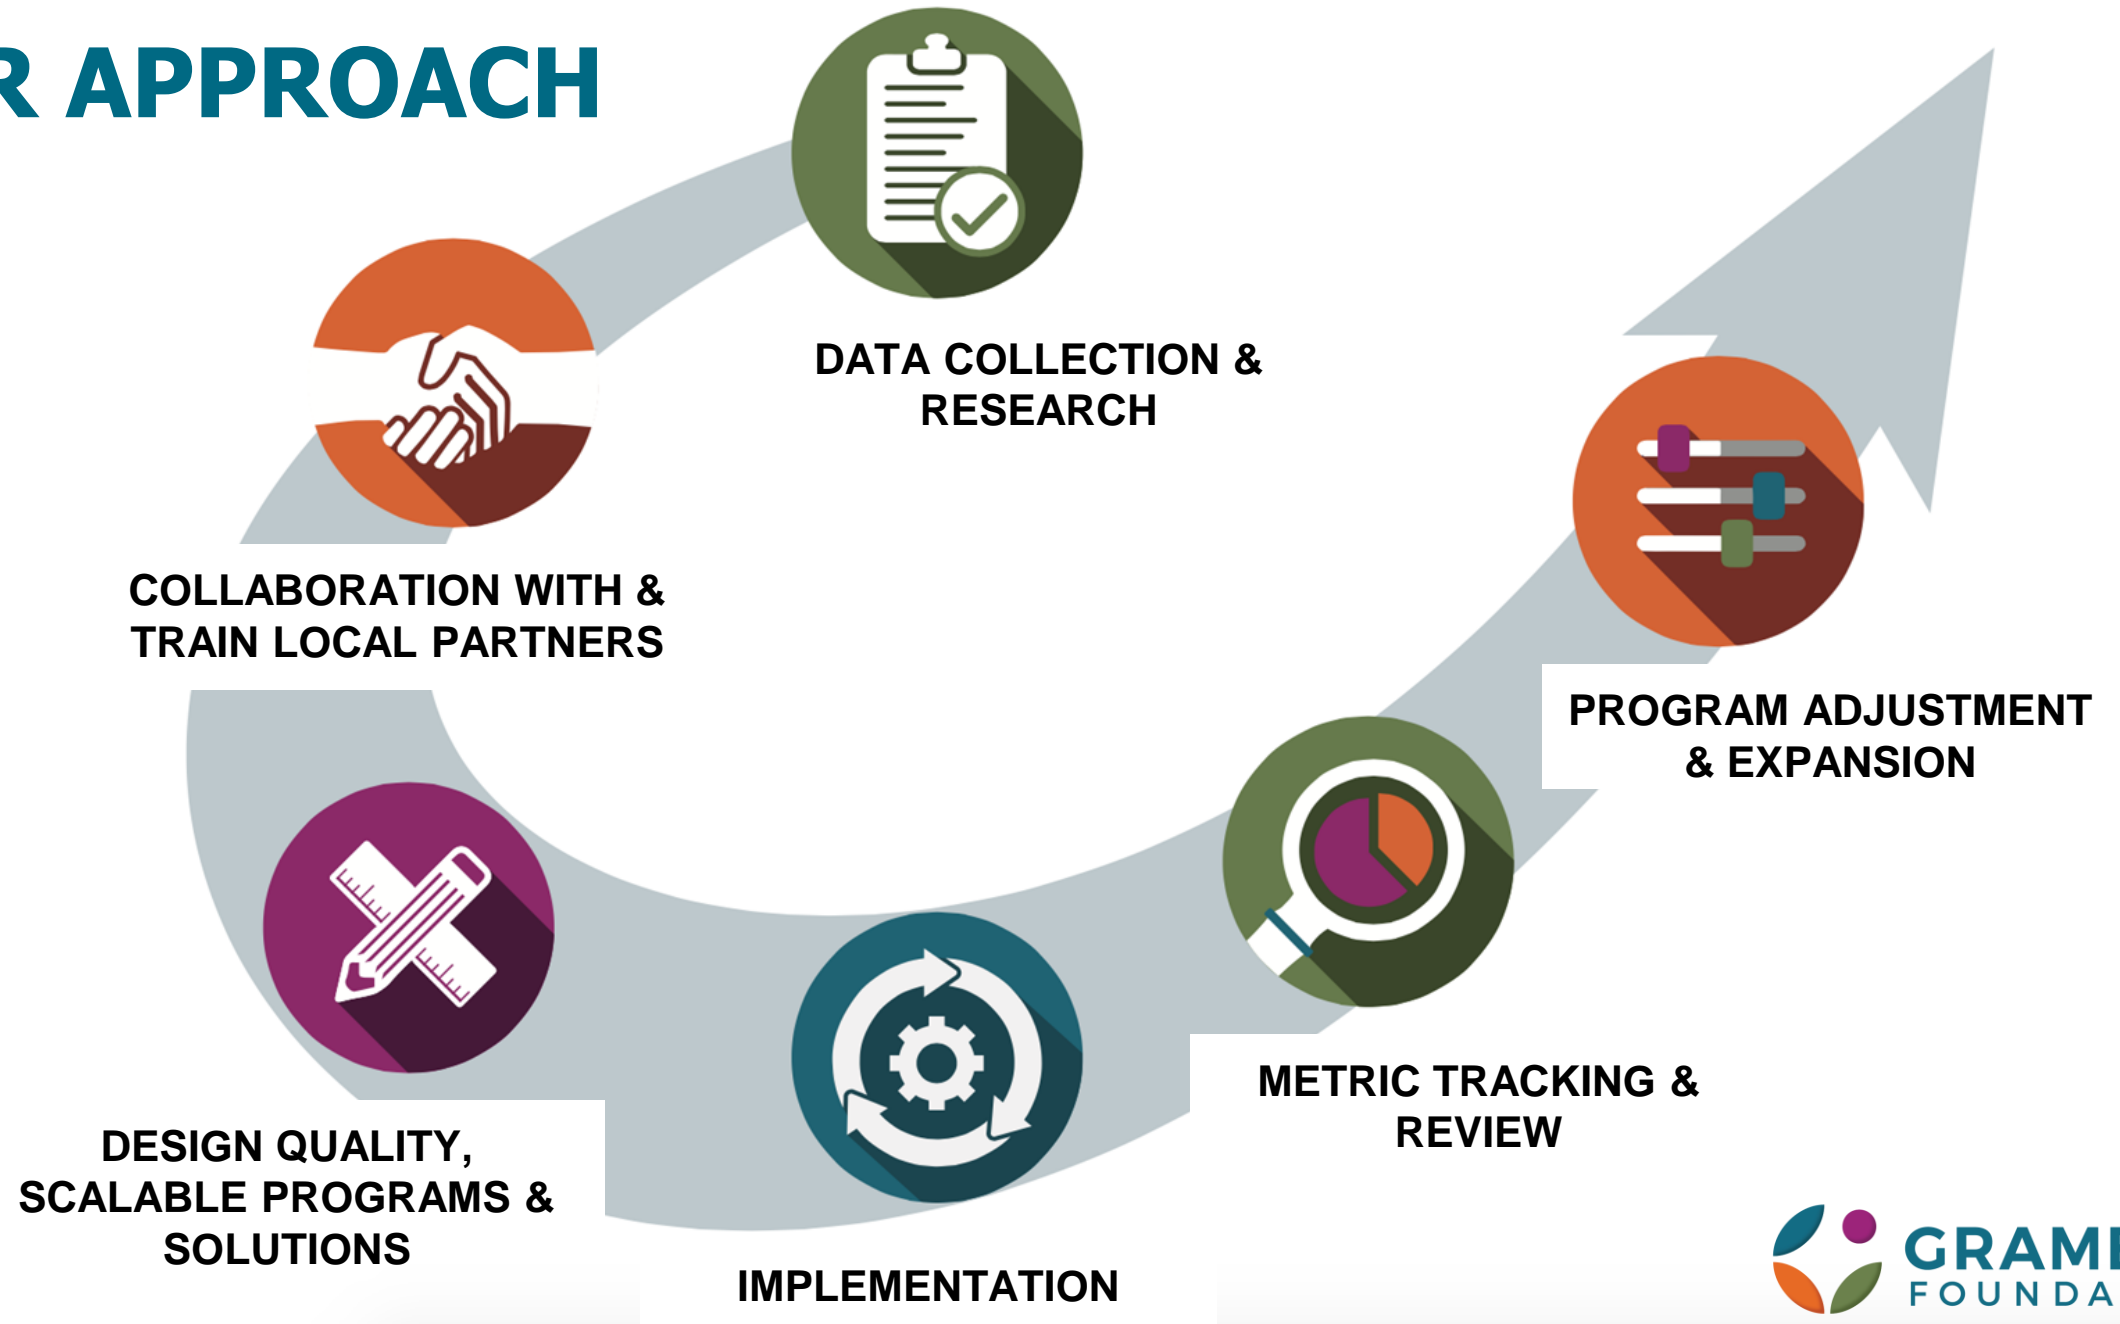 R APPROACH
DATA COLLECTION &
RESEARCH
COLLABORATION WITH &
TRAIN LOCAL PARTNERS
DESIGN QUALITY,
SCALABLE PROGRAMS &
SOLUTIONS
IMPLEMENTATION
METRIC TRACKING &
REVIEW
PROGRAM ADJUSTMENT
& EXPANSION
GRAME
FOUNDA